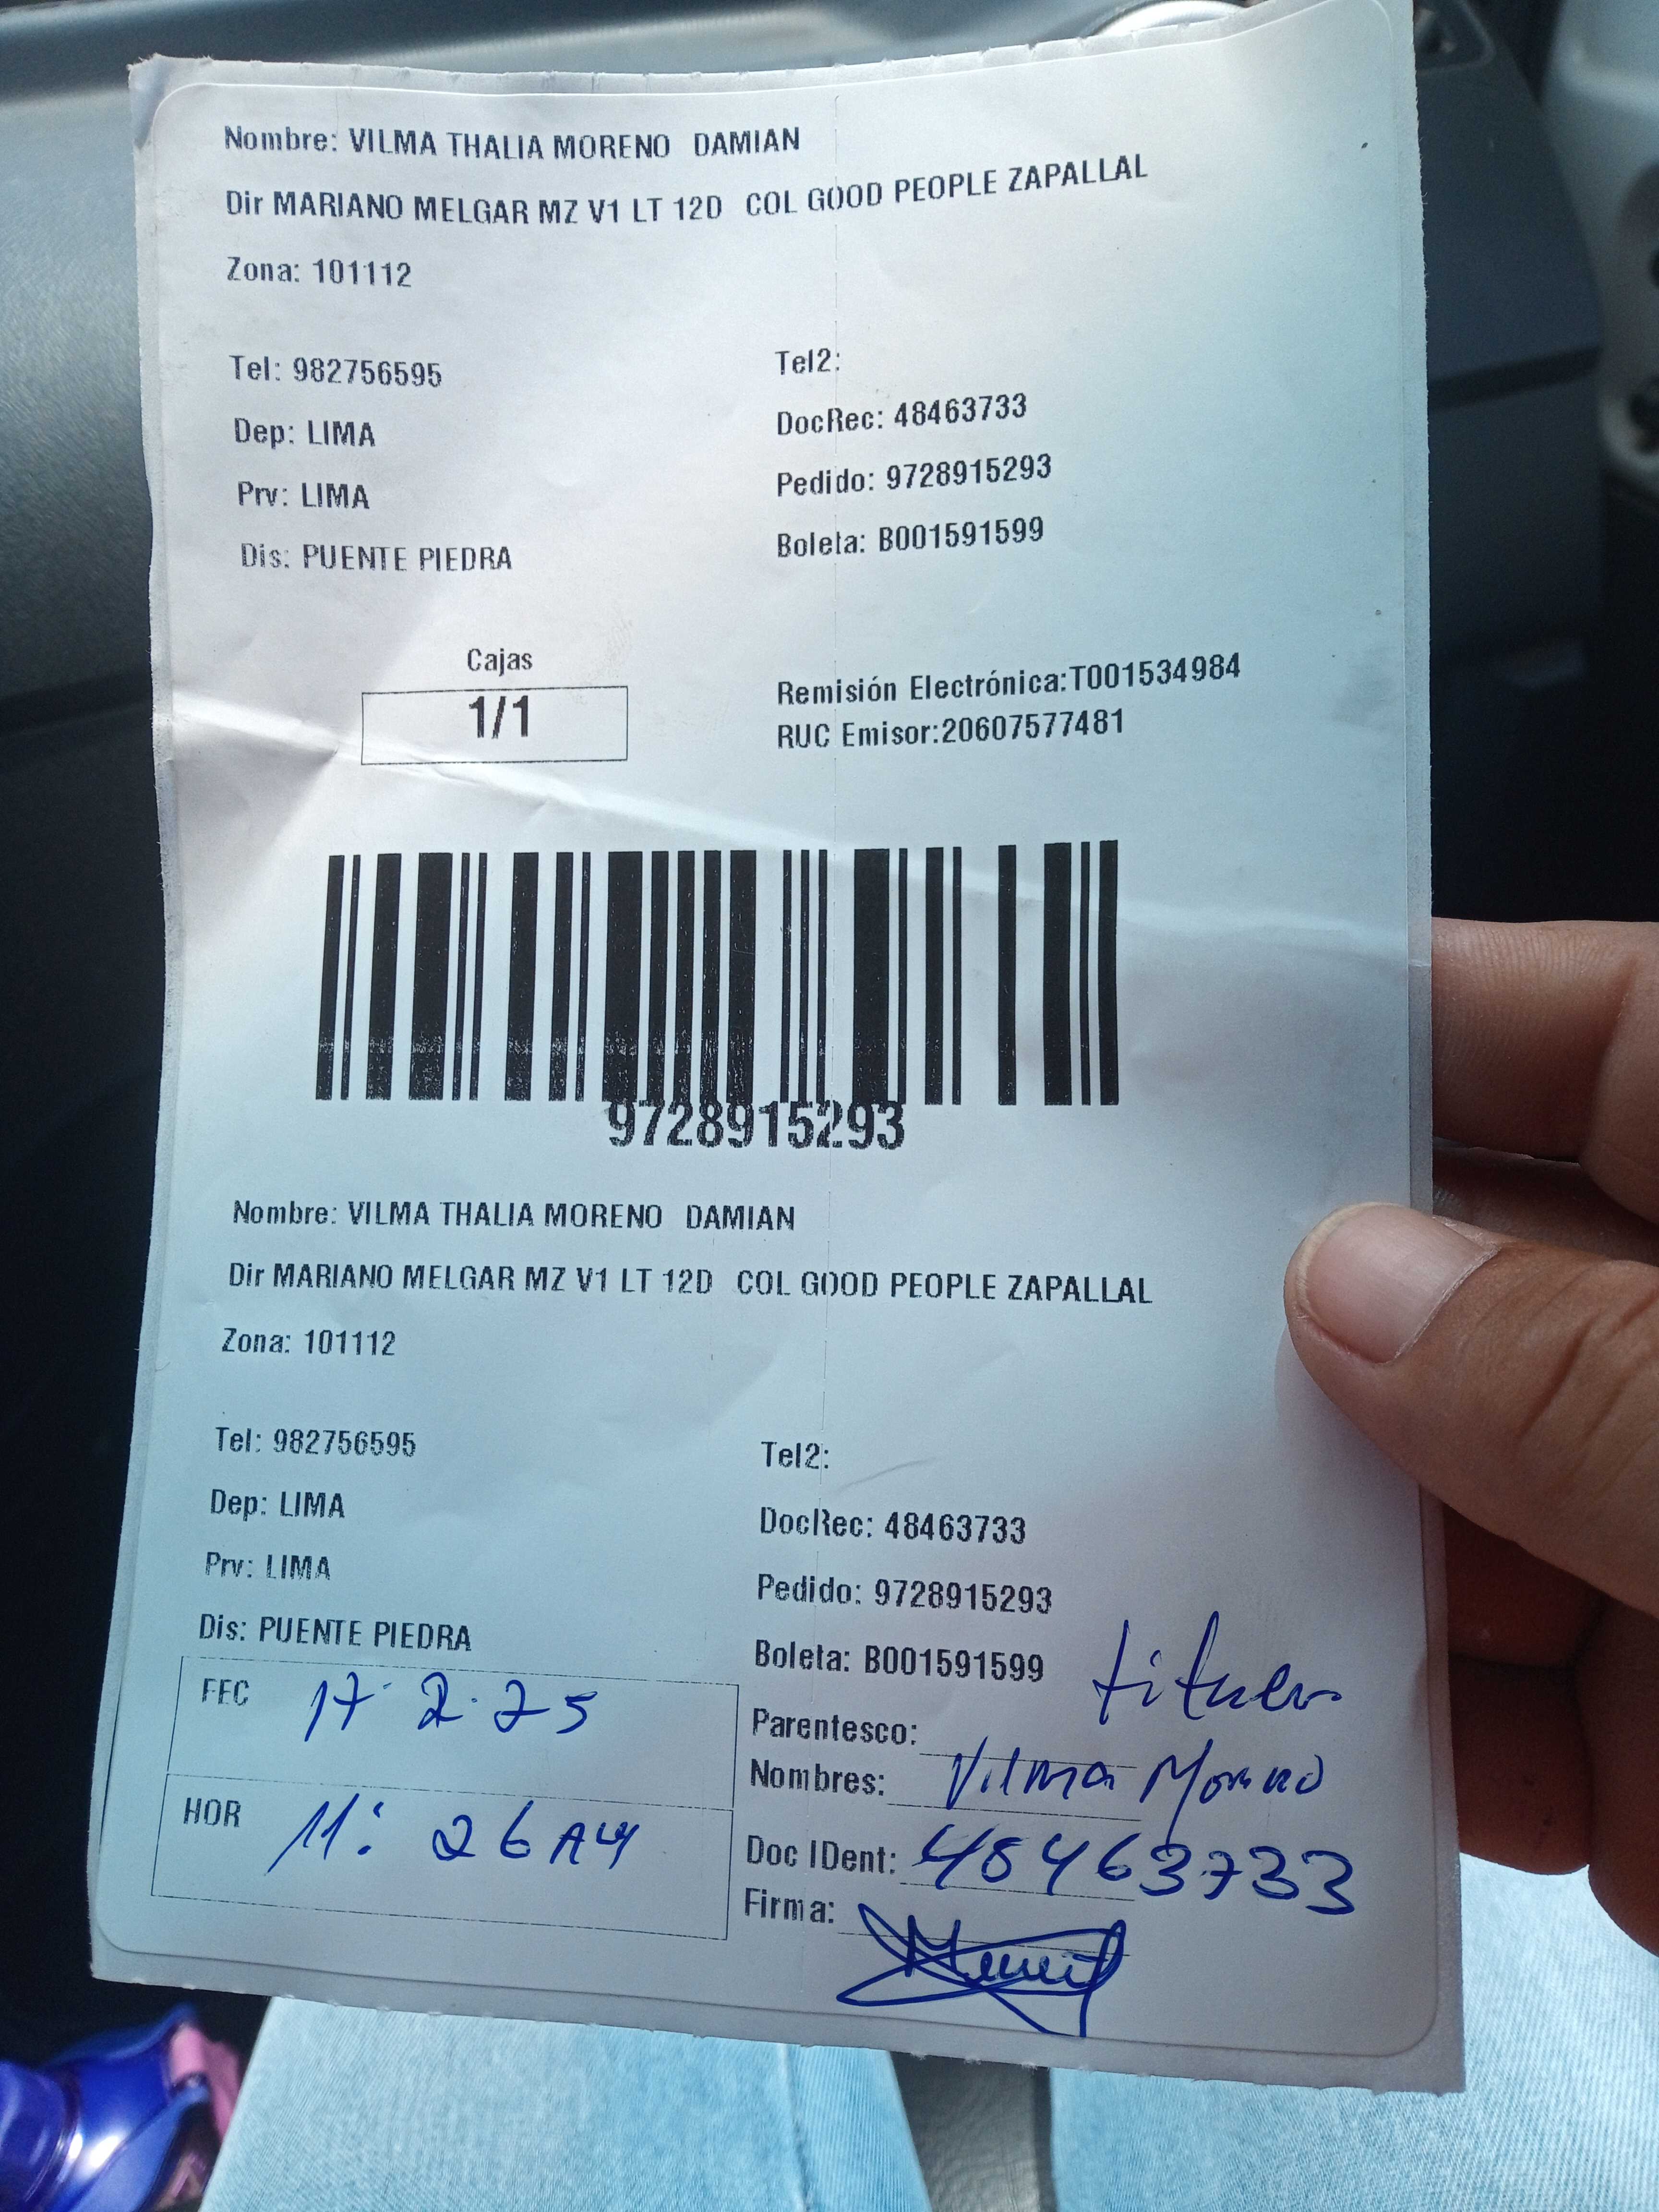 Nombre: VILMA THALIA MORENO DAMIAN
Dir MARIANO MELGAR MZ V1 LT 12D COL GOOD PEOPLE ZAPALLAL
Zona: 101112
Tel: 982756595
Tel2:
Dep: LIMA
DocRec: 48463733
Prv: LIMA
Pedido: 9728915293
Dis: PUENTE PIEDRA
Boleta: B001591599
Cajas
1/1
Remisión Electrónica:T001534984
RUC Emisor:20607577481
9728915293
Nombre: VILMA THALIA MORENO DAMIAN
Dir MARIANO MELGAR MZ V1 LT 12D COL GOOD PEOPLE ZAPALLAL
Zona: 101112
Tel: 982756595
Tel2:
Dep: LIMA
DocRec: 48463733
Prv: LIMA
Pedido: 9728915293
Dis: PUENTE PIEDRA
Boleta: B001591599
FEC 17.2.25
Parentesco:
Nombres: Vilma Moreno
HOR 11:26 AM
Doc IDent: 48463733
Firma: